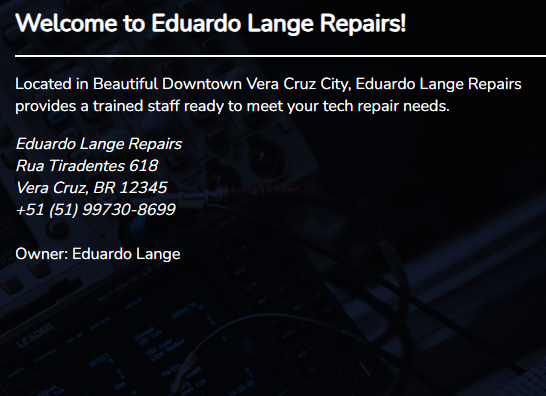 Welcome to Eduardo Lange Repairs!
Located in Beautiful Downtown Vera Cruz City, Eduardo Lange Repairs
provides a trained staff ready to meet your tech repair needs.
Eduardo Lange Repairs
Rua Tiradentes 618
Vera Cruz, BR 12345
+51 (51) 99730-8699
Owner: Eduardo Lange
LEADER